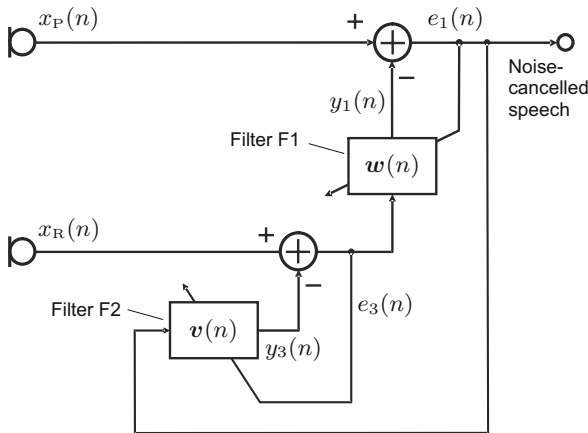 x_P(n)
+
e_1(n)
−
y_1(n)
Noise-
cancelled
speech
Filter F1
w(n)
x_R(n)
+
−
e_3(n)
Filter F2
v(n)
y_3(n)